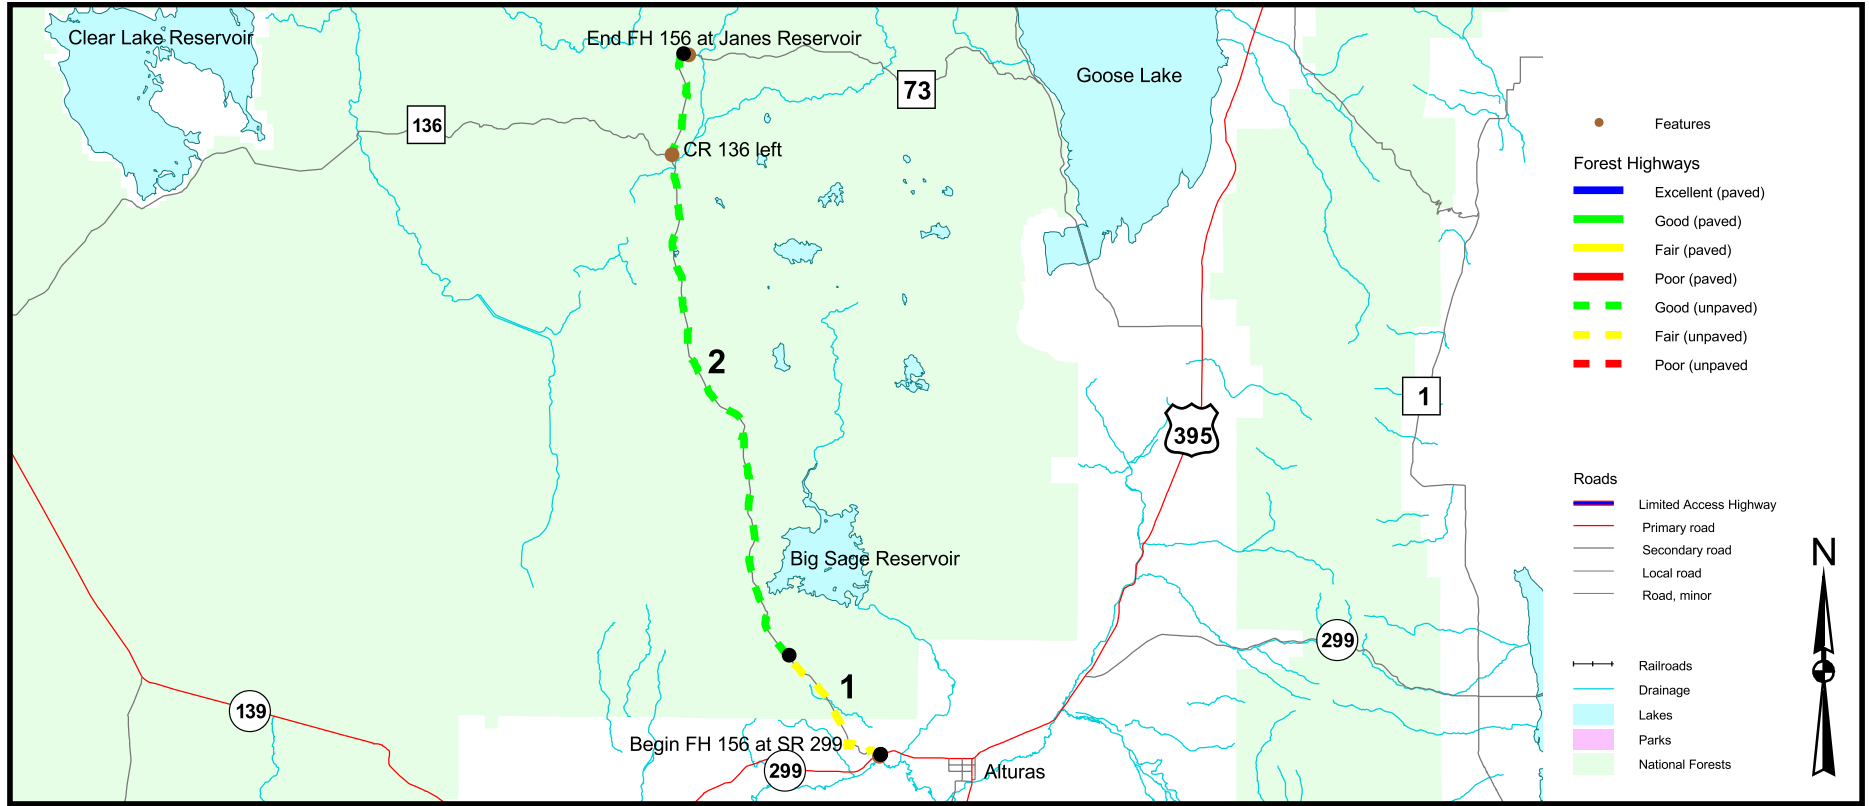 Clear Lake Reservoir
End FH 156 at Janes Reservoir
Goose Lake
73
136
CR 136 left
2
1
395
Big Sage Reservoir
299
1
139
Begin FH 156 at SR 299
299
Alturas
Features
Forest Highways
Excellent (paved)
Good (paved)
Fair (paved)
Poor (paved)
Good (unpaved)
Fair (unpaved)
Poor (unpaved
Roads
Limited Access Highway
Primary road
Secondary road
Local road
Road, minor
Railroads
Drainage
Lakes
Parks
National Forests
N